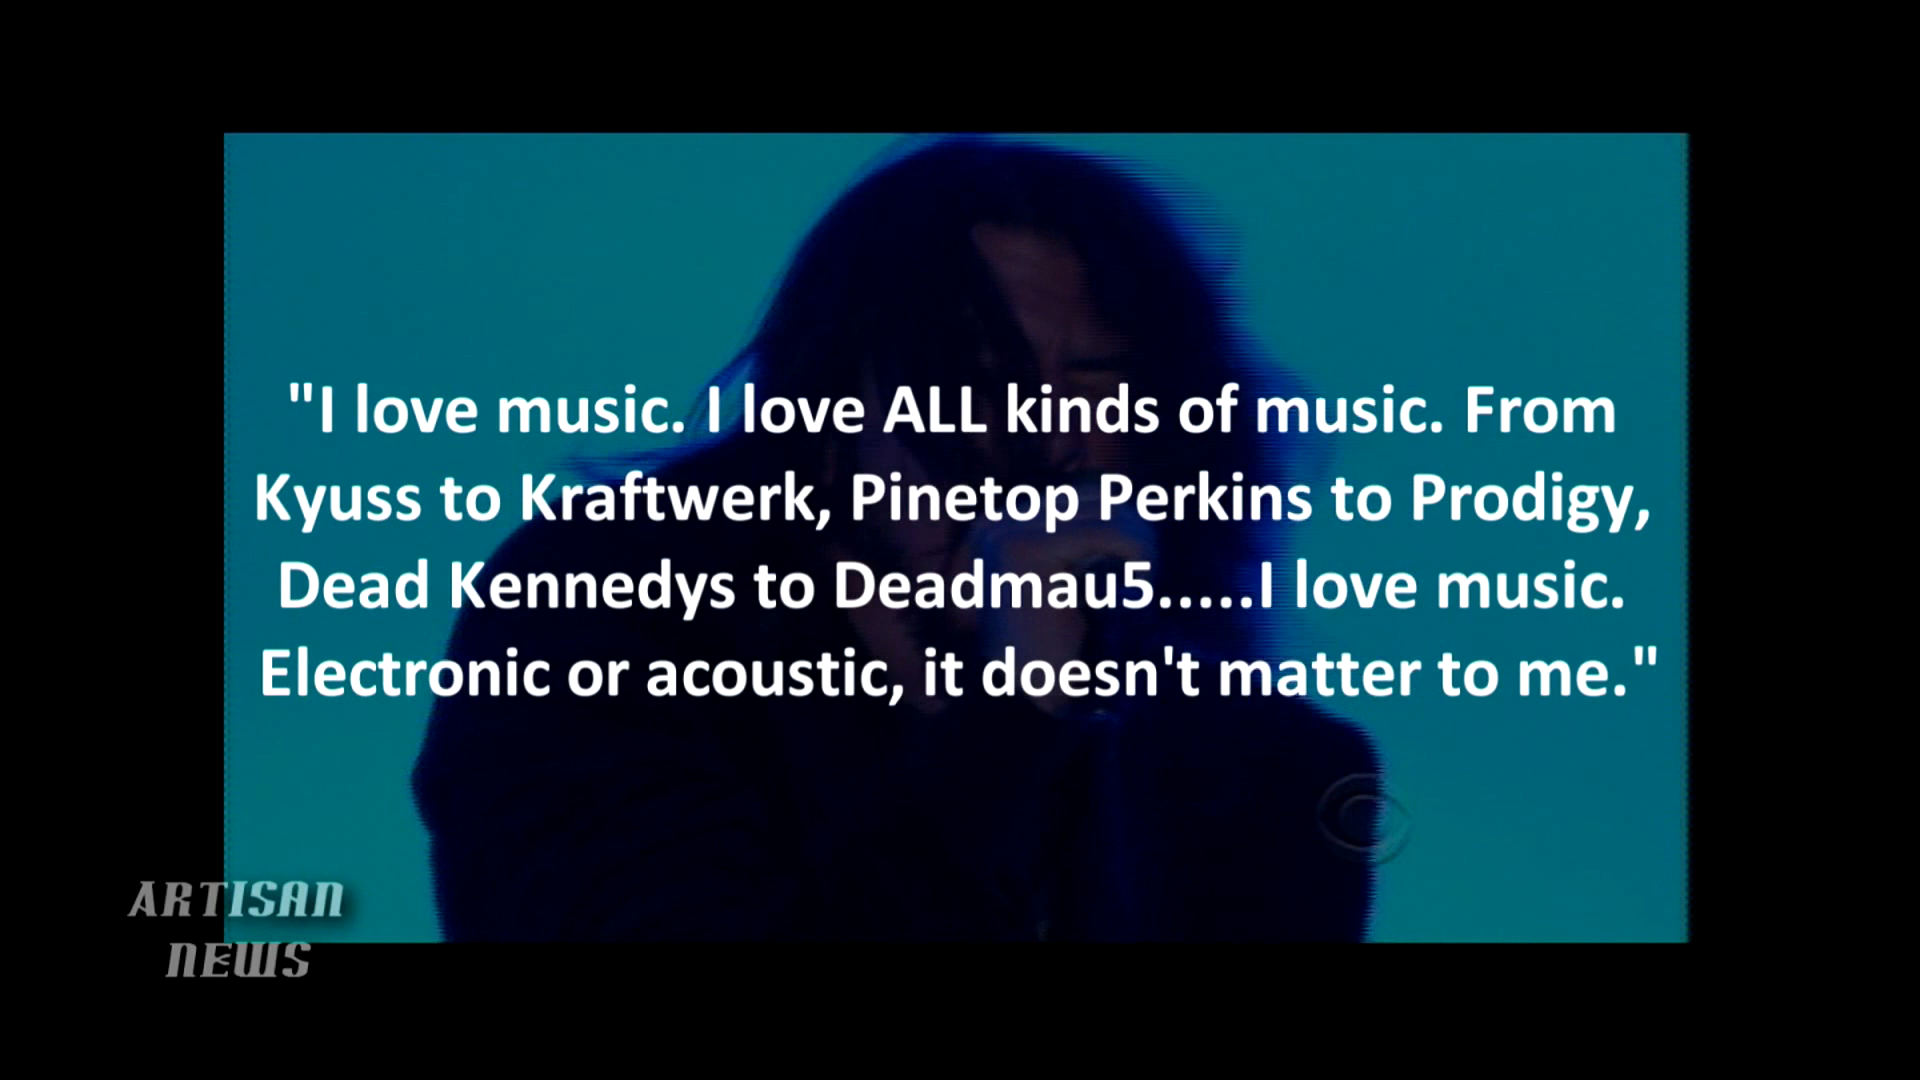 "I love music. I love ALL kinds of music. From
Kyuss to Kraftwerk, Pinetop Perkins to Prodigy,
Dead Kennedys to Deadmau5.....I love music.
Electronic or acoustic, it doesn't matter to me."
ARTISAN
NEWS